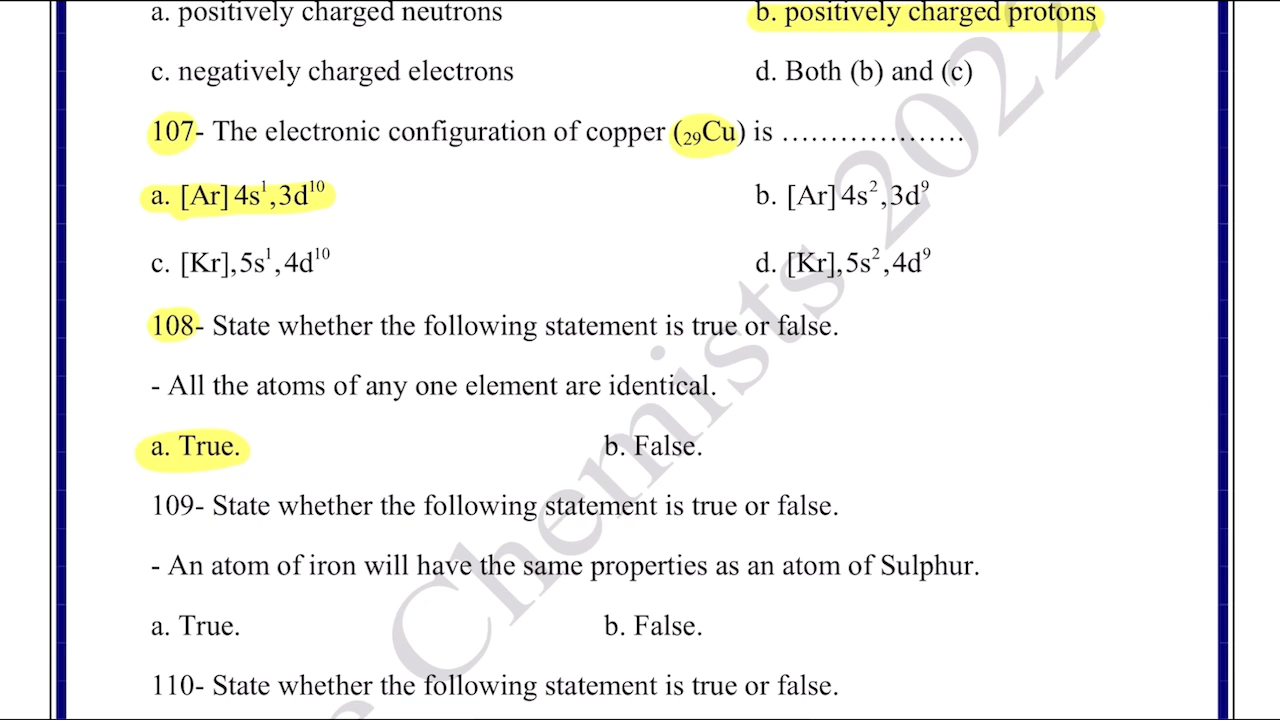 a. positively charged neutrons b. positively charged protons
c. negatively charged electrons d. Both (b) and (c)
107- The electronic configuration of copper (₂₉Cu) is ………………..
a. [Ar] 4s¹,3d¹⁰ b. [Ar] 4s²,3d⁹
c. [Kr],5s¹,4d¹⁰ d. [Kr],5s²,4d⁹
108- State whether the following statement is true or false.
- All the atoms of any one element are identical.
a. True. b. False.
109- State whether the following statement is true or false.
- An atom of iron will have the same properties as an atom of Sulphur.
a. True. b. False.
110- State whether the following statement is true or false.
e Chemists 2022